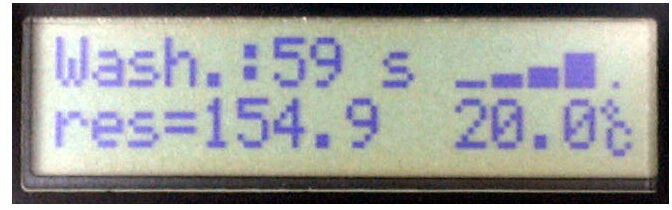 Wash.:59 s ▁▂▄▆.
res=154.9 20.0℃